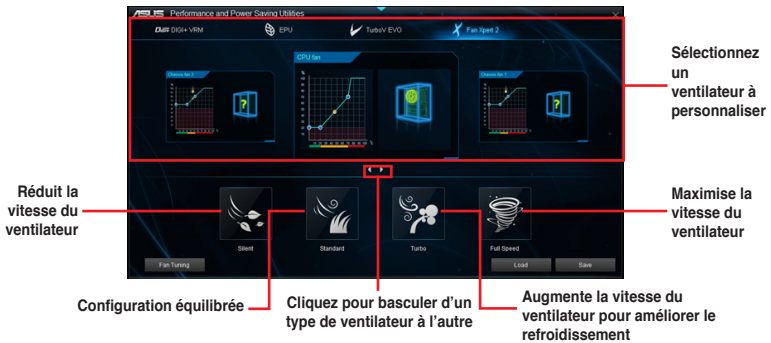 ASUS Performance and Power Saving Utilities
DIGI+ DIGI+ VRM
EPU
TurboV EVO
Fan Xpert 2
Sélectionnez
un
ventilateur à
personnaliser
CPU fan
Chassis fan 3
Chassis fan 1
?
?
Réduit la
vitesse du
ventilateur
Maximise la
vitesse du
ventilateur
Silent
Standard
Turbo
Full Speed
Fan Tuning
Load
Save
Configuration équilibrée
Cliquez pour basculer d'un
type de ventilateur à l'autre
Augmente la vitesse du
ventilateur pour améliorer le
refroidissement